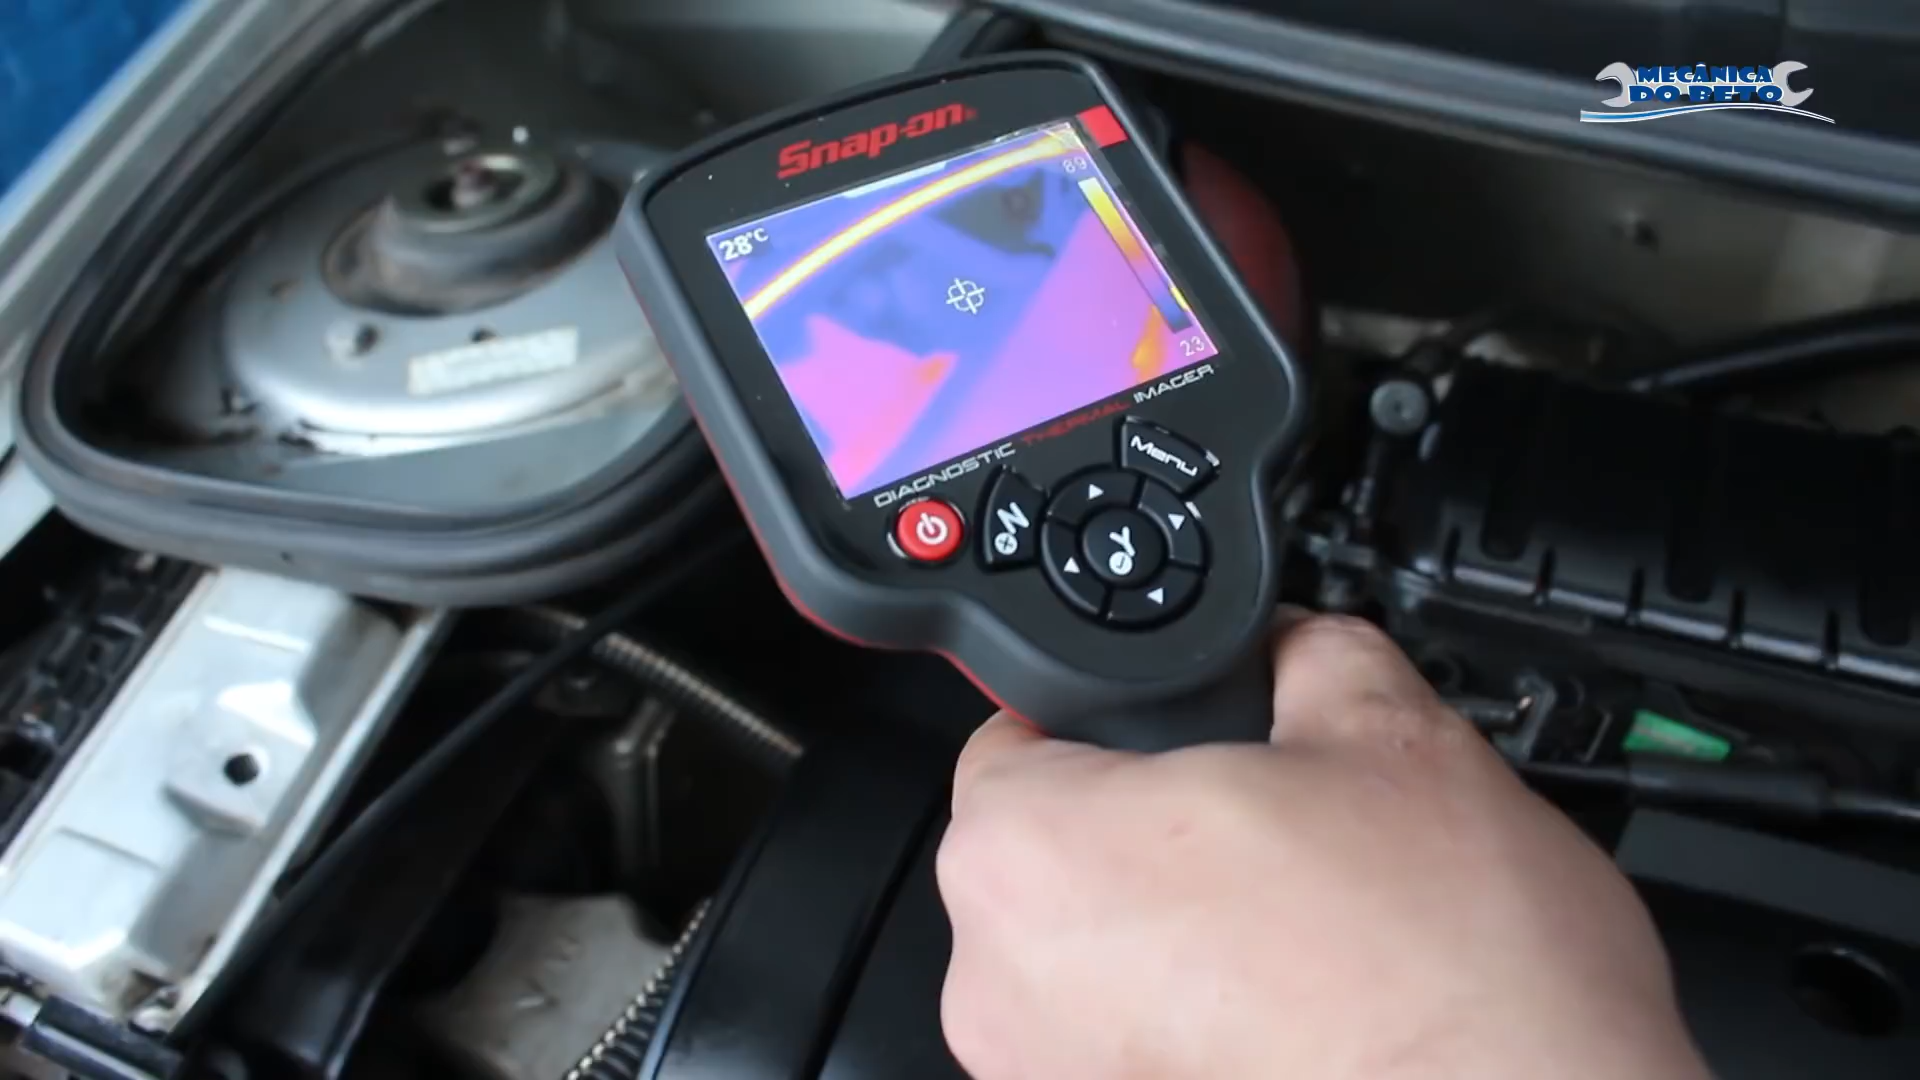 MECÂNICA
DO BETO
Snap-on
28°C
89
23
DIAGNOSTIC THERMAL IMAGER
Menu
N
Y